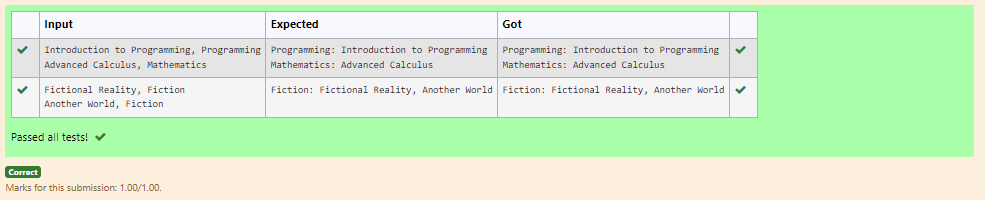 Input Expected Got
Introduction to Programming, Programming Programming: Introduction to Programming Programming: Introduction to Programming
Advanced Calculus, Mathematics Mathematics: Advanced Calculus Mathematics: Advanced Calculus
Fictional Reality, Fiction Fiction: Fictional Reality, Another World Fiction: Fictional Reality, Another World
Another World, Fiction
Passed all tests!
Correct
Marks for this submission: 1.00/1.00.